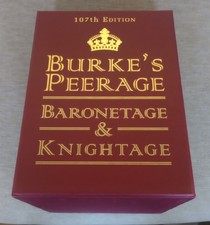 107th Edition
Burke's
Peerage
Baronetage
&
Knightage